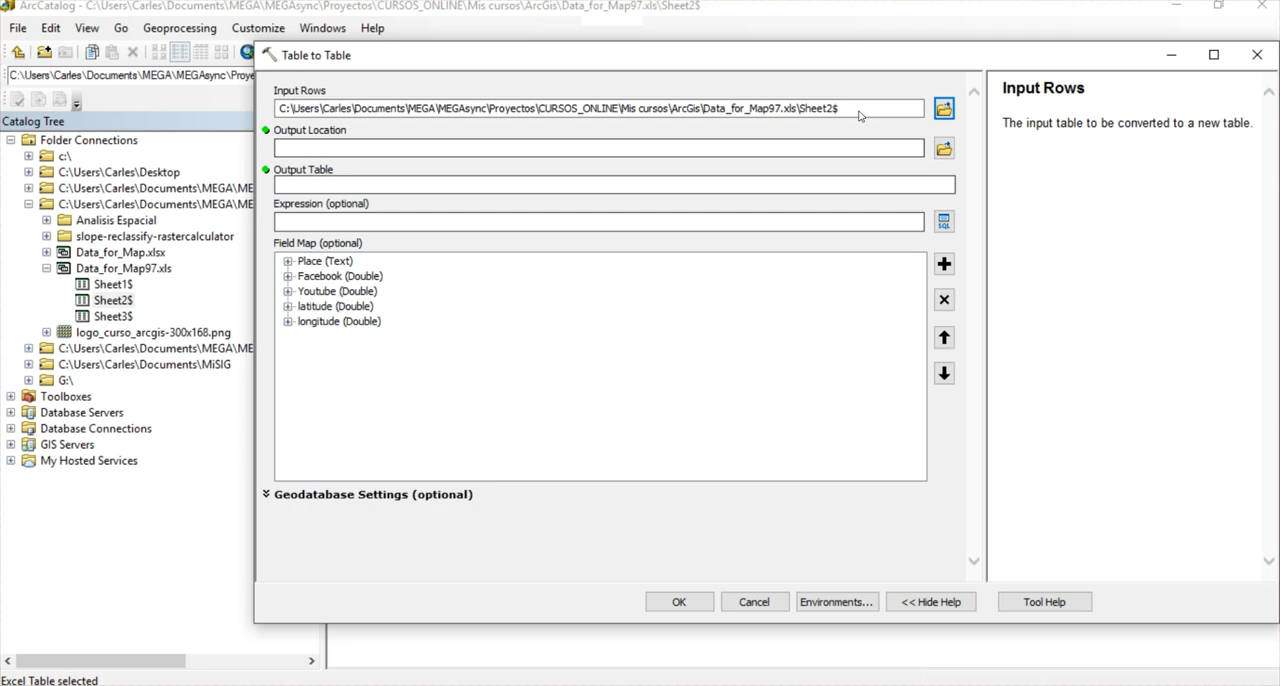 ArcCatalog - C:\Users\Carles\Documents\MEGA\MEGAsync\Proyectos\CURSOS_ONLINE\Mis cursos\ArcGis\Data_for_Map97.xls\Sheet2$
File Edit View Go Geoprocessing Customize Windows Help
Table to Table
C:\Users\Carles\Documents\MEGA\MEGAsync\Proye
Catalog Tree
Folder Connections
c:\
C:\Users\Carles\Desktop
C:\Users\Carles\Documents\MEGA\ME
C:\Users\Carles\Documents\MEGA\ME
Analisis Espacial
slope-reclassify-rastercalculator
Data_for_Map.xlsx
Data_for_Map97.xls
Sheet1$
Sheet2$
Sheet3$
logo_curso_arcgis-300x168.png
C:\Users\Carles\Documents\MEGA\ME
C:\Users\Carles\Documents\MiSIG
G:\
Toolboxes
Database Servers
Database Connections
GIS Servers
My Hosted Services
Excel Table selected
Input Rows
C:\Users\Carles\Documents\MEGA\MEGAsync\Proyectos\CURSOS_ONLINE\Mis cursos\ArcGis\Data_for_Map97.xls\Sheet2$
Output Location
Output Table
Expression (optional)
SQL
Field Map (optional)
Place (Text)
Facebook (Double)
Youtube (Double)
latitude (Double)
longitude (Double)
Geodatabase Settings (optional)
OK Cancel Environments... << Hide Help Tool Help
Input Rows
The input table to be converted to a new table.